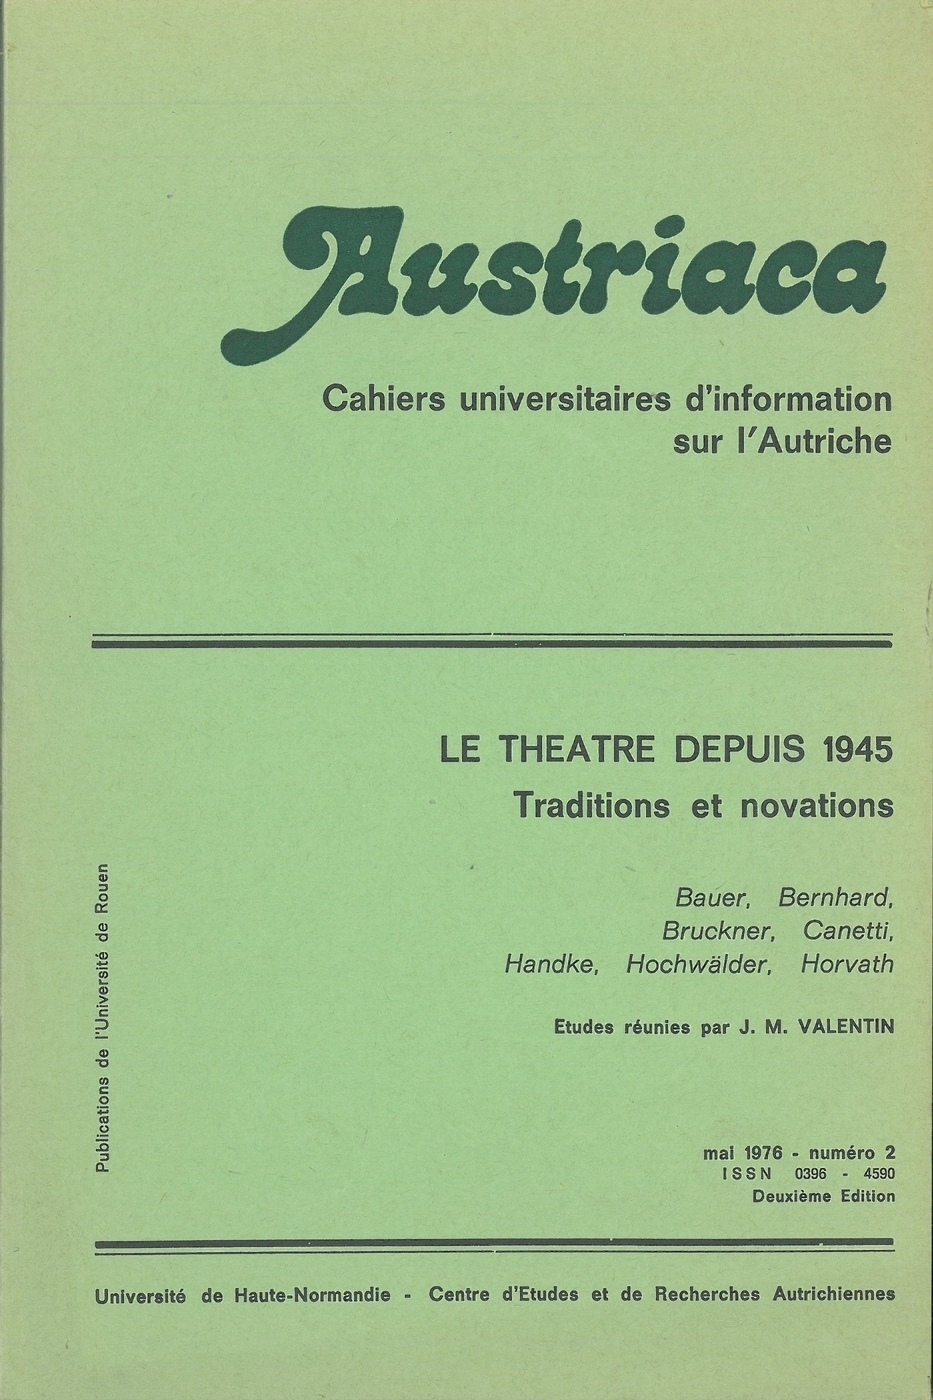 Austriaca
Cahiers universitaires d'information
sur l'Autriche
LE THEATRE DEPUIS 1945
Traditions et novations
Bauer, Bernhard,
Bruckner, Canetti,
Handke, Hochwälder, Horvath
Etudes réunies par J. M. VALENTIN
Publications de l'Université de Rouen
mai 1976 - numéro 2
ISSN 0396 - 4590
Deuxième Edition
Université de Haute-Normandie - Centre d'Etudes et de Recherches Autrichiennes